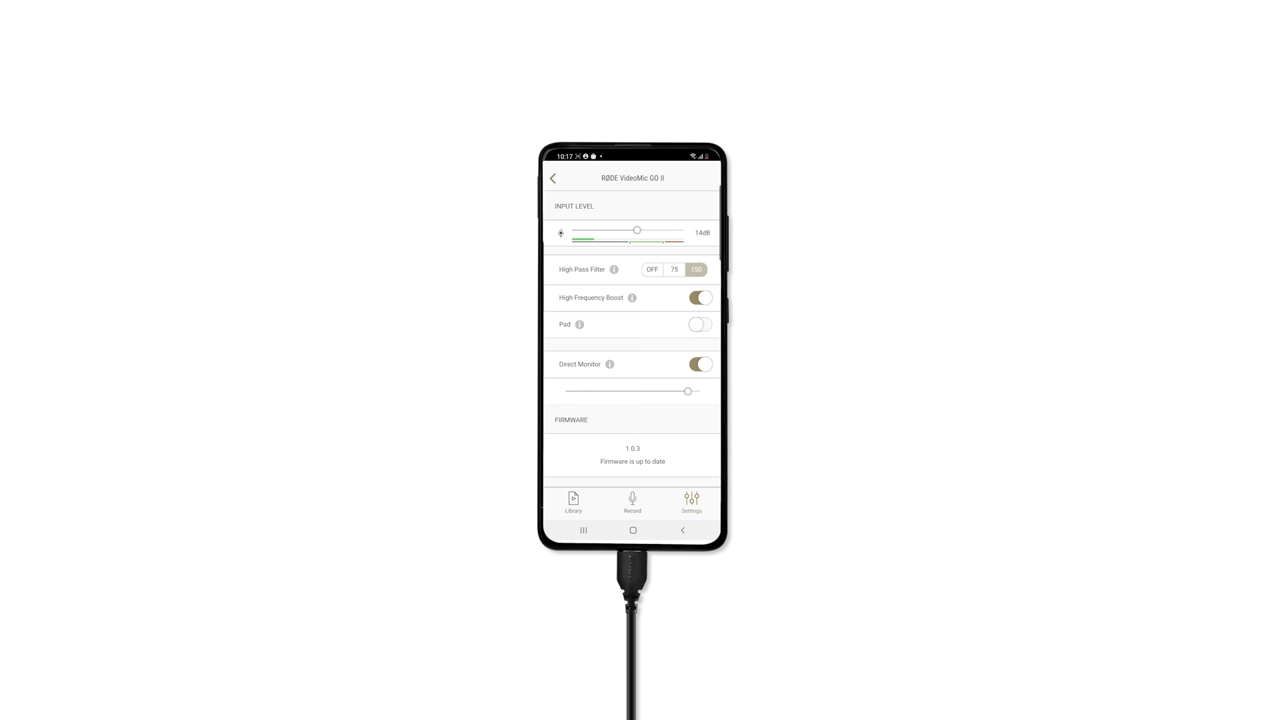 10:17
RØDE VideoMic GO II
INPUT LEVEL
14dB
High Pass Filter OFF 75 150
High Frequency Boost
Pad
Direct Monitor
FIRMWARE
1.0.3
Firmware is up to date
Library Record Settings